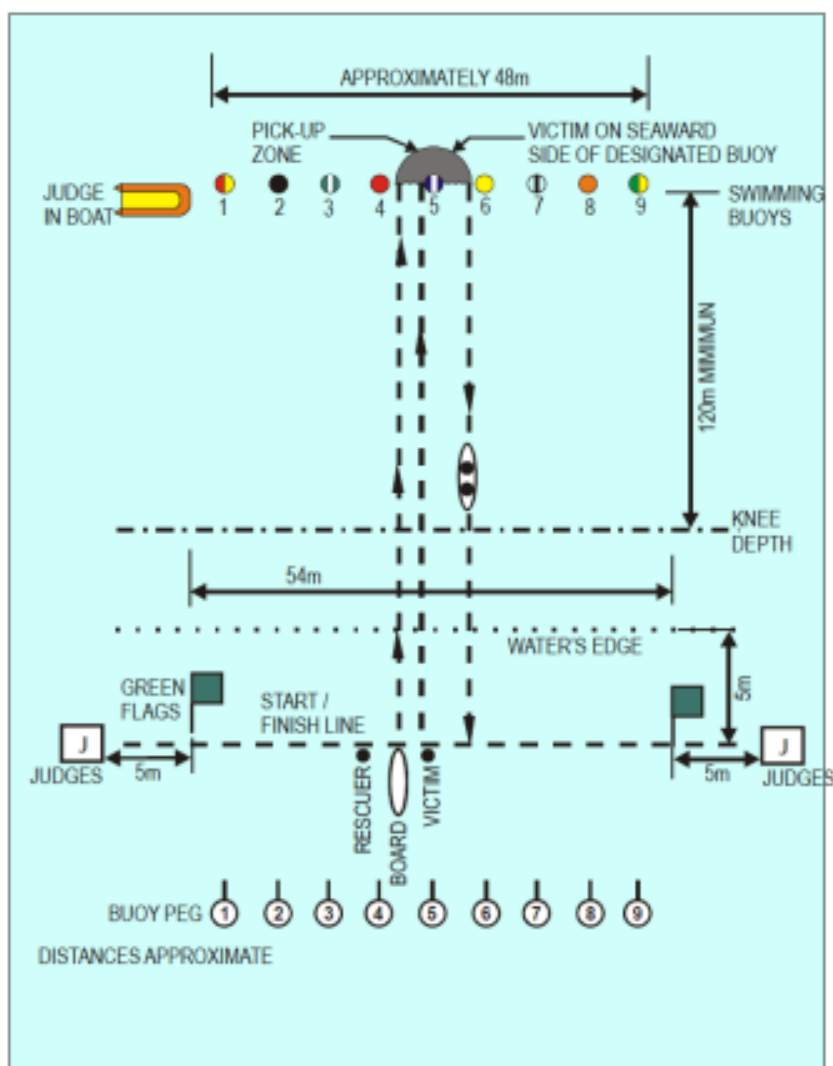 APPROXIMATELY 48m
PICK-UP
ZONE
VICTIM ON SEAWARD
SIDE OF DESIGNATED BUOY
JUDGE
IN BOAT
1 2 3 4 5 6 7 8 9
SWIMMING
BUOYS
120m MIMIMUN
KNEE
DEPTH
54m
WATER'S EDGE
5m
GREEN
FLAGS
START /
FINISH LINE
J
JUDGES
5m
RESCUER
BOARD
VICTIM
5m
J
JUDGES
BUOY PEG 1 2 3 4 5 6 7 8 9
DISTANCES APPROXIMATE